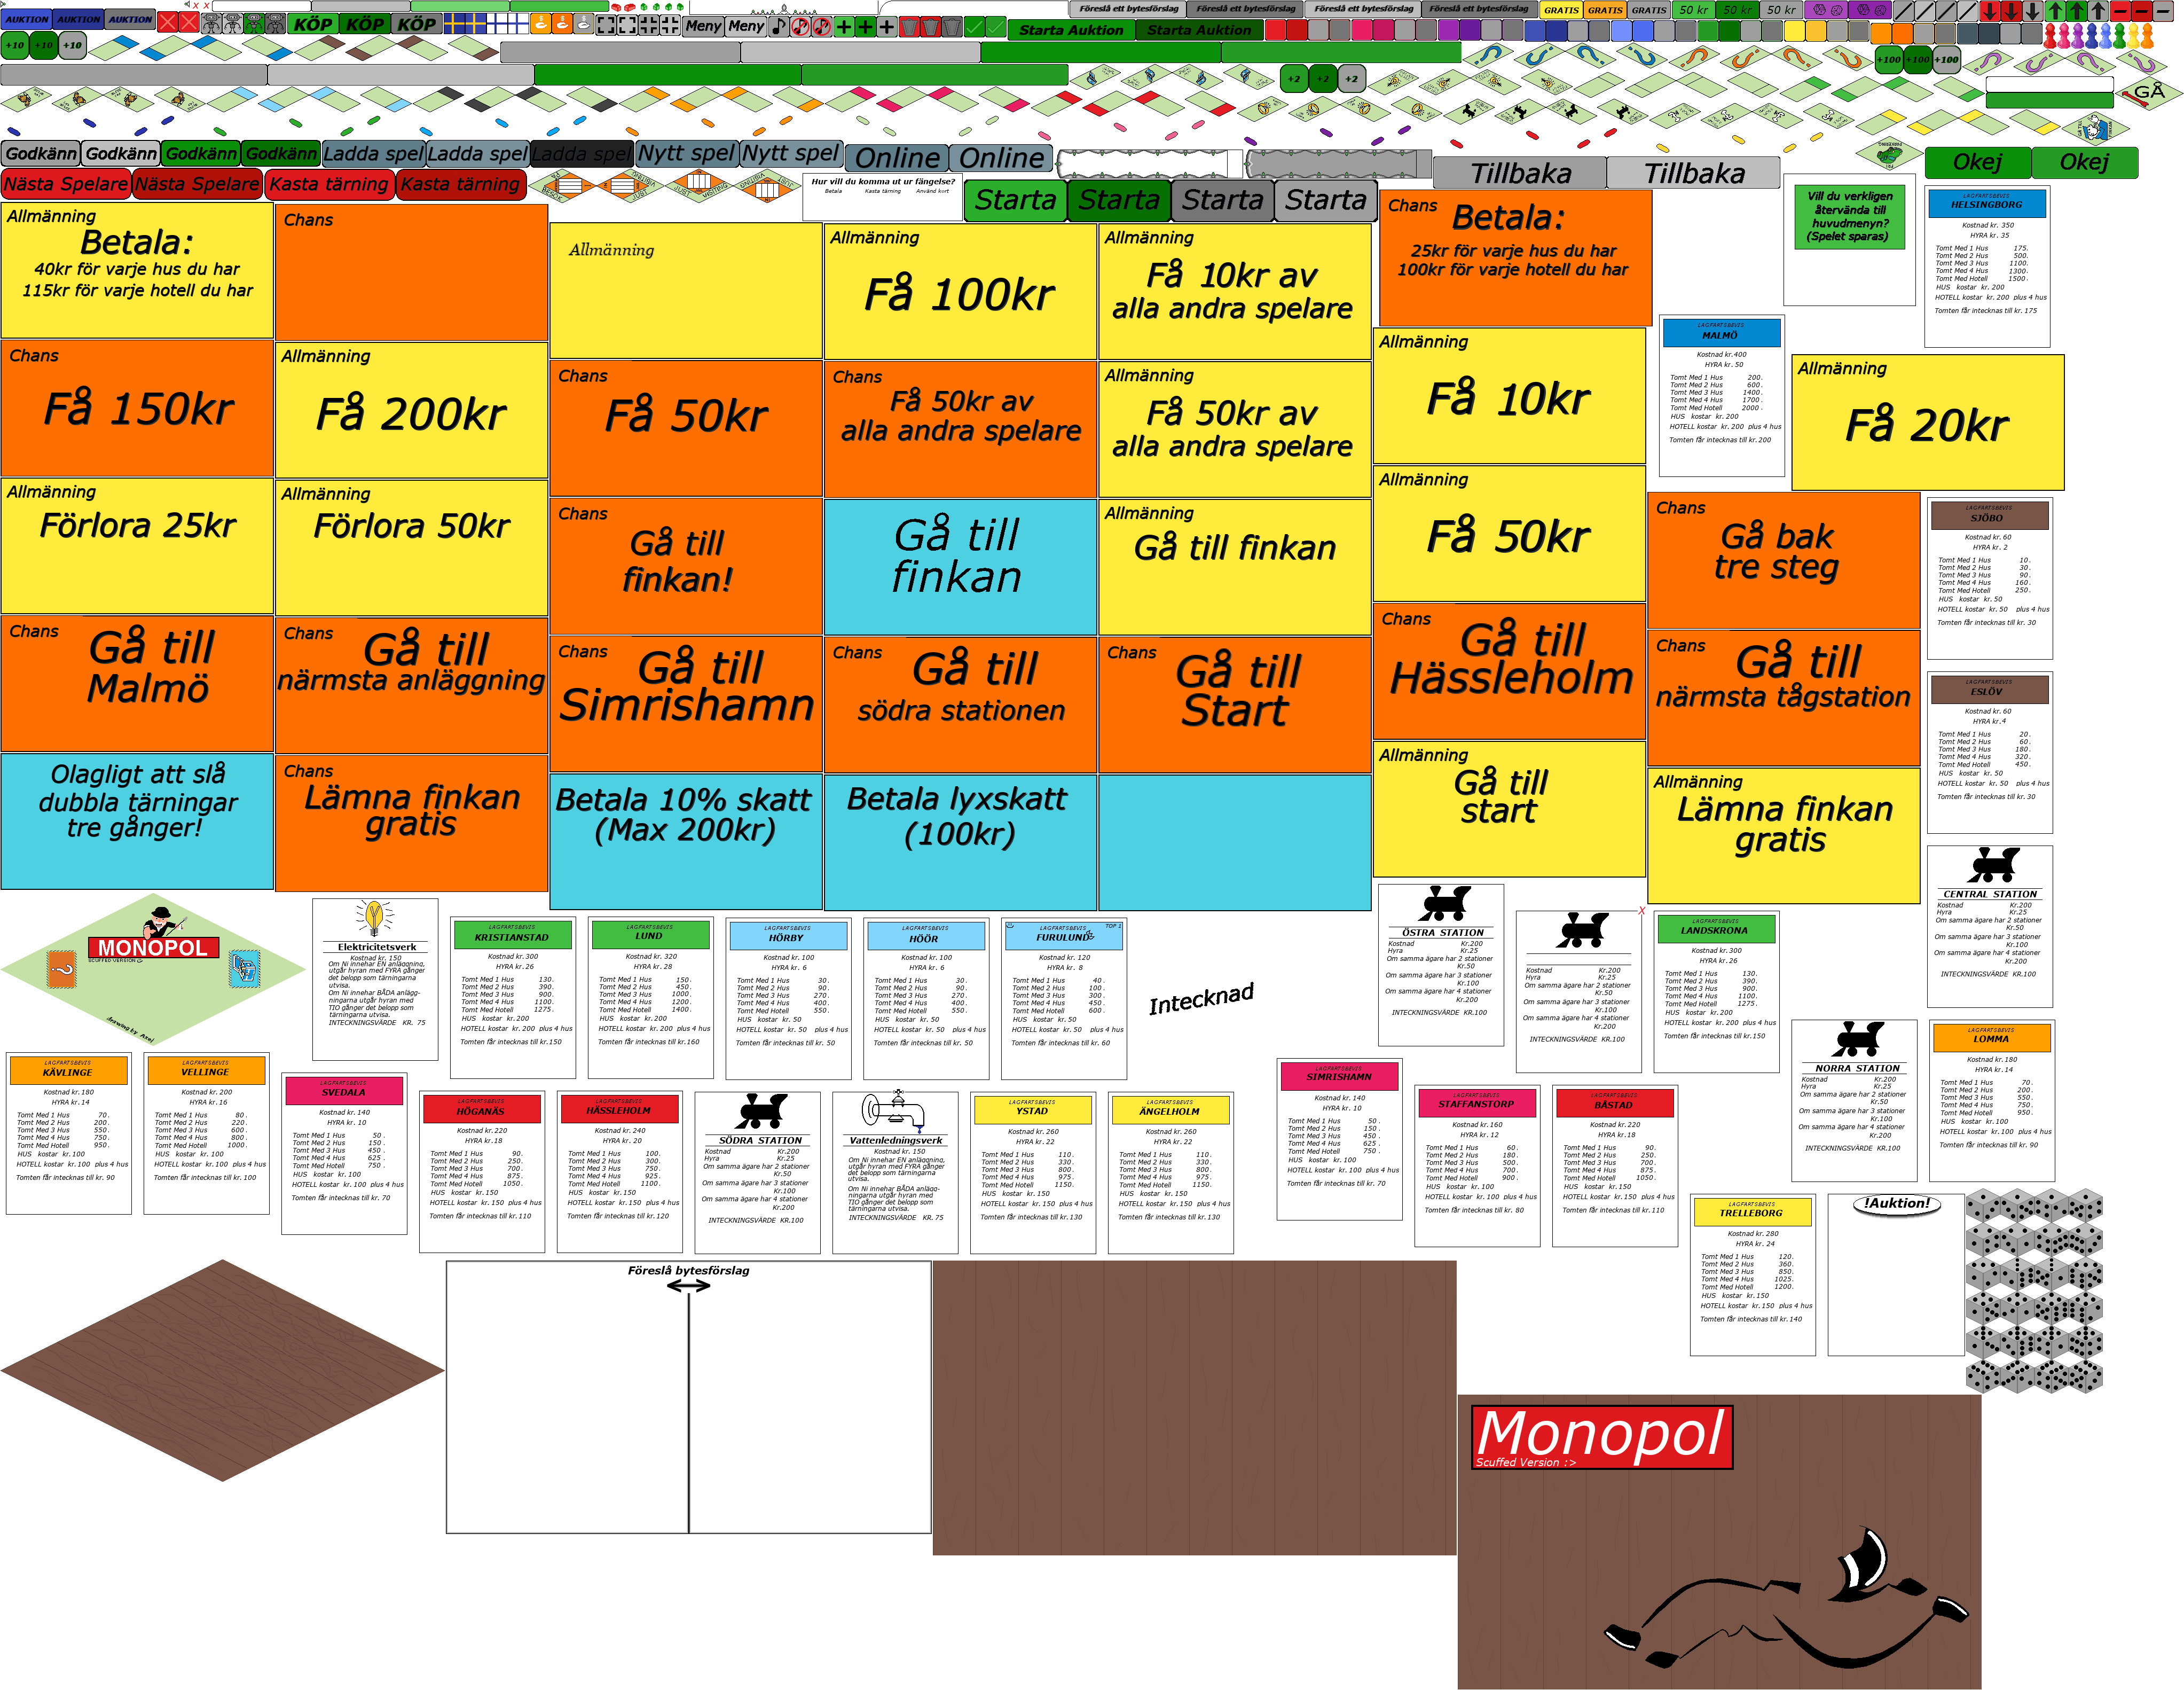 AUKTION AUKTION AUKTION
KÖP KÖP KÖP
Meny Meny
Föreslå ett bytesförslag Föreslå ett bytesförslag Föreslå ett bytesförslag Föreslå ett bytesförslag
GRATIS GRATIS GRATIS
50 kr 50 kr 50 kr
Starta Auktion Starta Auktion
+10 +10 +10
+100 +100 +100
+2 +2 +2
GÅ
Godkänn Godkänn Godkänn Godkänn
Ladda spel Ladda spel Ladda spel
Nytt spel Nytt spel
Online Online
Tillbaka Tillbaka
Okej Okej
Nästa Spelare Nästa Spelare
Kasta tärning Kasta tärning
Hur vill du komma ut ur fängelse?
Betala Kasta tärning Använd kort
Starta Starta Starta Starta
Vill du verkligen
återvända till
huvudmenyn?
(Spelet sparas)
LAGFARTSBEVIS
HELSINGBORG
Kostnad kr. 350
HYRA kr. 35
Tomt Med 1 Hus 175.
Tomt Med 2 Hus 500.
Tomt Med 3 Hus 1100.
Tomt Med 4 Hus 1300.
Tomt Med Hotell 1500.
HUS kostar kr. 200
HOTELL kostar kr. 200 plus 4 hus
Tomten får intecknas till kr. 175
Allmänning
Betala:
40kr för varje hus du har
115kr för varje hotell du har
Chans
Allmänning
Allmänning
Få 100kr
Allmänning
Få 10kr av
alla andra spelare
Chans
Betala:
25kr för varje hus du har
100kr för varje hotell du har
LAGFARTSBEVIS
MALMÖ
Kostnad kr.400
HYRA kr. 50
Tomt Med 1 Hus 200.
Tomt Med 2 Hus 600.
Tomt Med 3 Hus 1400.
Tomt Med 4 Hus 1700.
Tomt Med Hotell 2000.
HUS kostar kr. 200
HOTELL kostar kr. 200 plus 4 hus
Tomten får intecknas till kr.200
Chans
Få 150kr
Allmänning
Få 200kr
Chans
Få 50kr
Chans
Få 50kr av
alla andra spelare
Allmänning
Få 50kr av
alla andra spelare
Allmänning
Få 10kr
Allmänning
Få 20kr
Allmänning
Förlora 25kr
Allmänning
Förlora 50kr
Chans
Gå till
finkan!
Gå till
finkan
Allmänning
Gå till finkan
Allmänning
Få 50kr
Chans
Gå bak
tre steg
LAGFARTSBEVIS
SJÖBO
Kostnad kr. 60
HYRA kr. 2
Tomt Med 1 Hus 10.
Tomt Med 2 Hus 30.
Tomt Med 3 Hus 90.
Tomt Med 4 Hus 160.
Tomt Med Hotell 250.
HUS kostar kr. 50
HOTELL kostar kr. 50 plus 4 hus
Tomten får intecknas till kr. 30
Chans
Gå till
Malmö
Chans
Gå till
närmsta anläggning
Chans
Gå till
Simrishamn
Chans
Gå till
södra stationen
Chans
Gå till
Start
Chans
Gå till
Hässleholm
Chans
Gå till
närmsta tågstation
LAGFARTSBEVIS
ESLÖV
Kostnad kr. 60
HYRA kr.4
Tomt Med 1 Hus 20.
Tomt Med 2 Hus 60.
Tomt Med 3 Hus 180.
Tomt Med 4 Hus 320.
Tomt Med Hotell 450.
HUS kostar kr. 50
HOTELL kostar kr. 50 plus 4 hus
Tomten får intecknas till kr. 30
Olagligt att slå
dubbla tärningar
tre gånger!
Chans
Lämna finkan
gratis
Betala 10% skatt
(Max 200kr)
Betala lyxskatt
(100kr)
Allmänning
Gå till
start
Allmänning
Lämna finkan
gratis
CENTRAL STATION
Kostnad Kr.200
Hyra Kr.25
Om samma ägare har 2 stationer
Kr.50
Om samma ägare har 3 stationer
Kr.100
Om samma ägare har 4 stationer
Kr.200
INTECKNINGSVÄRDE KR.100
MONOPOL
SCUFFED VERSION
drawing by Axel
Elektricitetsverk
Kostnad kr. 150
Om Ni innehar EN anläggning,
utgår hyran med FYRA gånger
det belopp som tärningarna
utvisa.
Om Ni innehar BÅDA anlägg-
ningarna utgår hyran med
TIO gånger det belopp som
tärningarna utvisa.
INTECKNINGSVÄRDE KR. 75
LAGFARTSBEVIS
KRISTIANSTAD
Kostnad kr.300
HYRA kr. 26
Tomt Med 1 Hus 130.
Tomt Med 2 Hus 390.
Tomt Med 3 Hus 900.
Tomt Med 4 Hus 1100.
Tomt Med Hotell 1275.
HUS kostar kr.200
HOTELL kostar kr.200 plus 4 hus
Tomten får intecknas till kr.150
LAGFARTSBEVIS
LUND
Kostnad kr. 320
HYRA kr. 28
Tomt Med 1 Hus 150.
Tomt Med 2 Hus 450.
Tomt Med 3 Hus 1000.
Tomt Med 4 Hus 1200.
Tomt Med Hotell 1400.
HUS kostar kr.200
HOTELL kostar kr.200 plus 4 hus
Tomten får intecknas till kr.160
LAGFARTSBEVIS
HÖRBY
Kostnad kr.100
HYRA kr. 6
Tomt Med 1 Hus 30.
Tomt Med 2 Hus 90.
Tomt Med 3 Hus 270.
Tomt Med 4 Hus 400.
Tomt Med Hotell 550.
HUS kostar kr. 50
HOTELL kostar kr. 50 plus 4 hus
Tomten får intecknas till kr. 50
LAGFARTSBEVIS
HÖÖR
Kostnad kr.100
HYRA kr. 6
Tomt Med 1 Hus 30.
Tomt Med 2 Hus 90.
Tomt Med 3 Hus 270.
Tomt Med 4 Hus 400.
Tomt Med Hotell 550.
HUS kostar kr. 50
HOTELL kostar kr. 50 plus 4 hus
Tomten får intecknas till kr. 50
LAGFARTSBEVIS TOP 1
FURULUND
Kostnad kr. 120
HYRA kr. 8
Tomt Med 1 Hus 40.
Tomt Med 2 Hus 100.
Tomt Med 3 Hus 300.
Tomt Med 4 Hus 450.
Tomt Med Hotell 600.
HUS kostar kr. 50
HOTELL kostar kr. 50 plus 4 hus
Tomten får intecknas till kr. 60
Intecknad
ÖSTRA STATION
Kostnad Kr.200
Hyra Kr.25
Om samma ägare har 2 stationer
Kr.50
Om samma ägare har 3 stationer
Kr.100
Om samma ägare har 4 stationer
Kr.200
INTECKNINGSVÄRDE KR.100
X
Kostnad Kr.200
Hyra Kr.25
Om samma ägare har 2 stationer
Kr.50
Om samma ägare har 3 stationer
Kr.100
Om samma ägare har 4 stationer
Kr.200
INTECKNINGSVÄRDE KR.100
LAGFARTSBEVIS
LANDSKRONA
Kostnad kr.300
HYRA kr. 26
Tomt Med 1 Hus 130.
Tomt Med 2 Hus 390.
Tomt Med 3 Hus 900.
Tomt Med 4 Hus 1100.
Tomt Med Hotell 1275.
HUS kostar kr.200
HOTELL kostar kr.200 plus 4 hus
Tomten får intecknas till kr.150
NORRA STATION
Kostnad Kr.200
Hyra Kr.25
Om samma ägare har 2 stationer
Kr.50
Om samma ägare har 3 stationer
Kr.100
Om samma ägare har 4 stationer
Kr.200
INTECKNINGSVÄRDE KR.100
LAGFARTSBEVIS
LOMMA
Kostnad kr.180
HYRA kr.14
Tomt Med 1 Hus 70.
Tomt Med 2 Hus 200.
Tomt Med 3 Hus 550.
Tomt Med 4 Hus 750.
Tomt Med Hotell 950.
HUS kostar kr.100
HOTELL kostar kr.100 plus 4 hus
Tomten får intecknas till kr. 90
LAGFARTSBEVIS
KÄVLINGE
Kostnad kr.180
HYRA kr.14
Tomt Med 1 Hus 70.
Tomt Med 2 Hus 200.
Tomt Med 3 Hus 550.
Tomt Med 4 Hus 750.
Tomt Med Hotell 950.
HUS kostar kr.100
HOTELL kostar kr.100 plus 4 hus
Tomten får intecknas till kr. 90
LAGFARTSBEVIS
VELLINGE
Kostnad kr. 200
HYRA kr.16
Tomt Med 1 Hus 80.
Tomt Med 2 Hus 220.
Tomt Med 3 Hus 600.
Tomt Med 4 Hus 800.
Tomt Med Hotell 1000.
HUS kostar kr.100
HOTELL kostar kr.100 plus 4 hus
Tomten får intecknas till kr. 100
LAGFARTSBEVIS
SVEDALA
Kostnad kr. 140
HYRA kr. 10
Tomt Med 1 Hus 50.
Tomt Med 2 Hus 150.
Tomt Med 3 Hus 450.
Tomt Med 4 Hus 625.
Tomt Med Hotell 750.
HUS kostar kr. 100
HOTELL kostar kr. 100 plus 4 hus
Tomten får intecknas till kr. 70
LAGFARTSBEVIS
HÖGANÄS
Kostnad kr.220
HYRA kr.18
Tomt Med 1 Hus 90.
Tomt Med 2 Hus 250.
Tomt Med 3 Hus 700.
Tomt Med 4 Hus 875.
Tomt Med Hotell 1050.
HUS kostar kr.150
HOTELL kostar kr.150 plus 4 hus
Tomten får intecknas till kr.110
LAGFARTSBEVIS
HÄSSLEHOLM
Kostnad kr. 240
HYRA kr. 20
Tomt Med 1 Hus 100.
Tomt Med 2 Hus 300.
Tomt Med 3 Hus 750.
Tomt Med 4 Hus 925.
Tomt Med Hotell 1100.
HUS kostar kr.150
HOTELL kostar kr.150 plus 4 hus
Tomten får intecknas till kr.120
SÖDRA STATION
Kostnad Kr.200
Hyra Kr.25
Om samma ägare har 2 stationer
Kr.50
Om samma ägare har 3 stationer
Kr.100
Om samma ägare har 4 stationer
Kr.200
INTECKNINGSVÄRDE KR.100
Vattenledningsverk
Kostnad kr. 150
Om Ni innehar EN anläggning,
utgår hyran med FYRA gånger
det belopp som tärningarna
utvisa.
Om Ni innehar BÅDA anlägg-
ningarna utgår hyran med
TIO gånger det belopp som
tärningarna utvisa.
INTECKNINGSVÄRDE KR. 75
LAGFARTSBEVIS
YSTAD
Kostnad kr.260
HYRA kr. 22
Tomt Med 1 Hus 110.
Tomt Med 2 Hus 330.
Tomt Med 3 Hus 800.
Tomt Med 4 Hus 975.
Tomt Med Hotell 1150.
HUS kostar kr.150
HOTELL kostar kr.150 plus 4 hus
Tomten får intecknas till kr.130
LAGFARTSBEVIS
ÄNGELHOLM
Kostnad kr.260
HYRA kr. 22
Tomt Med 1 Hus 110.
Tomt Med 2 Hus 330.
Tomt Med 3 Hus 800.
Tomt Med 4 Hus 975.
Tomt Med Hotell 1150.
HUS kostar kr.150
HOTELL kostar kr.150 plus 4 hus
Tomten får intecknas till kr.130
LAGFARTSBEVIS
SIMRISHAMN
Kostnad kr. 140
HYRA kr. 10
Tomt Med 1 Hus 50.
Tomt Med 2 Hus 150.
Tomt Med 3 Hus 450.
Tomt Med 4 Hus 625.
Tomt Med Hotell 750.
HUS kostar kr. 100
HOTELL kostar kr. 100 plus 4 hus
Tomten får intecknas till kr. 70
LAGFARTSBEVIS
STAFFANSTORP
Kostnad kr. 160
HYRA kr. 12
Tomt Med 1 Hus 60.
Tomt Med 2 Hus 180.
Tomt Med 3 Hus 500.
Tomt Med 4 Hus 700.
Tomt Med Hotell 900.
HUS kostar kr. 100
HOTELL kostar kr.100 plus 4 hus
Tomten får intecknas till kr. 80
LAGFARTSBEVIS
BÅSTAD
Kostnad kr.220
HYRA kr.18
Tomt Med 1 Hus 90.
Tomt Med 2 Hus 250.
Tomt Med 3 Hus 700.
Tomt Med 4 Hus 875.
Tomt Med Hotell 1050.
HUS kostar kr.150
HOTELL kostar kr.150 plus 4 hus
Tomten får intecknas till kr.110
LAGFARTSBEVIS
TRELLEBORG
Kostnad kr. 280
HYRA kr. 24
Tomt Med 1 Hus 120.
Tomt Med 2 Hus 360.
Tomt Med 3 Hus 850.
Tomt Med 4 Hus 1025.
Tomt Med Hotell 1200.
HUS kostar kr.150
HOTELL kostar kr.150 plus 4 hus
Tomten får intecknas till kr.140
!Auktion!
Föreslå bytesförslag
Monopol
Scuffed Version :>